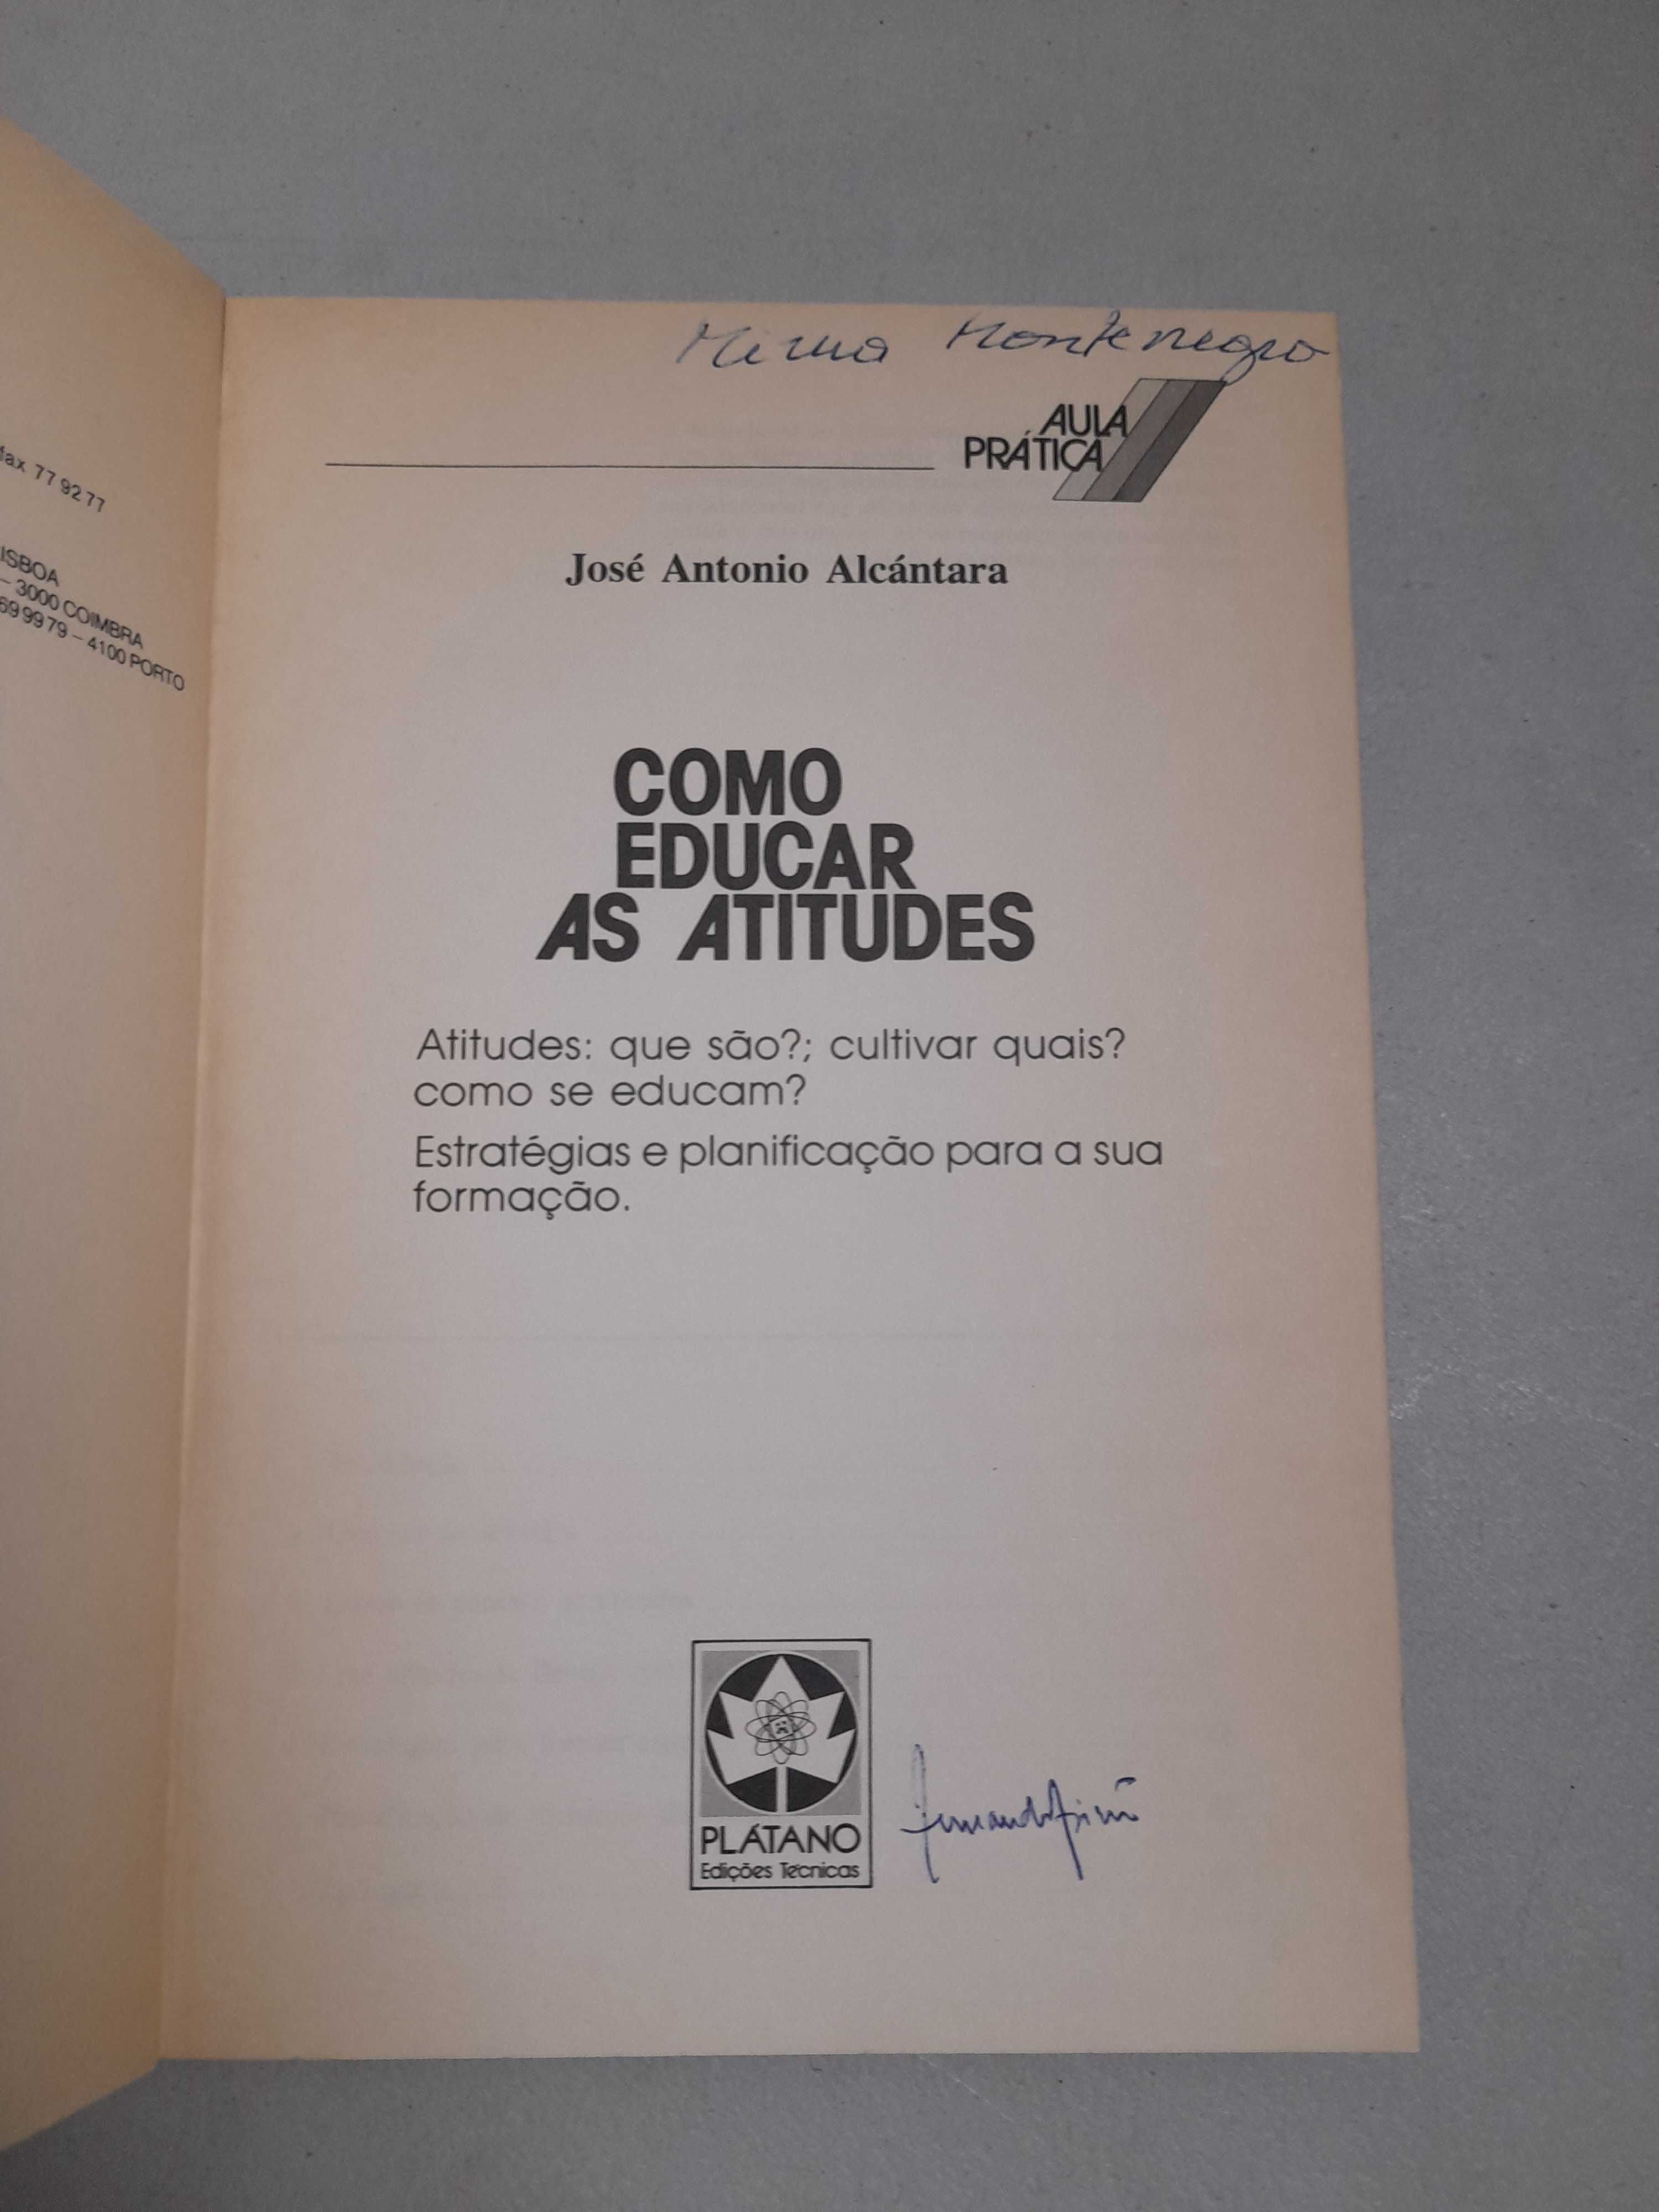 fax 77 92 77
ISBOA
– 3000 COIMBRA
69 99 79 – 4100 PORTO
Mirna Montenegro
AULA
PRÁTICA
José Antonio Alcántara
COMO
EDUCAR
AS ATITUDES
Atitudes: que são?; cultivar quais?
como se educam?
Estratégias e planificação para a sua
formação.
PLÁTANO
Edições Técnicas